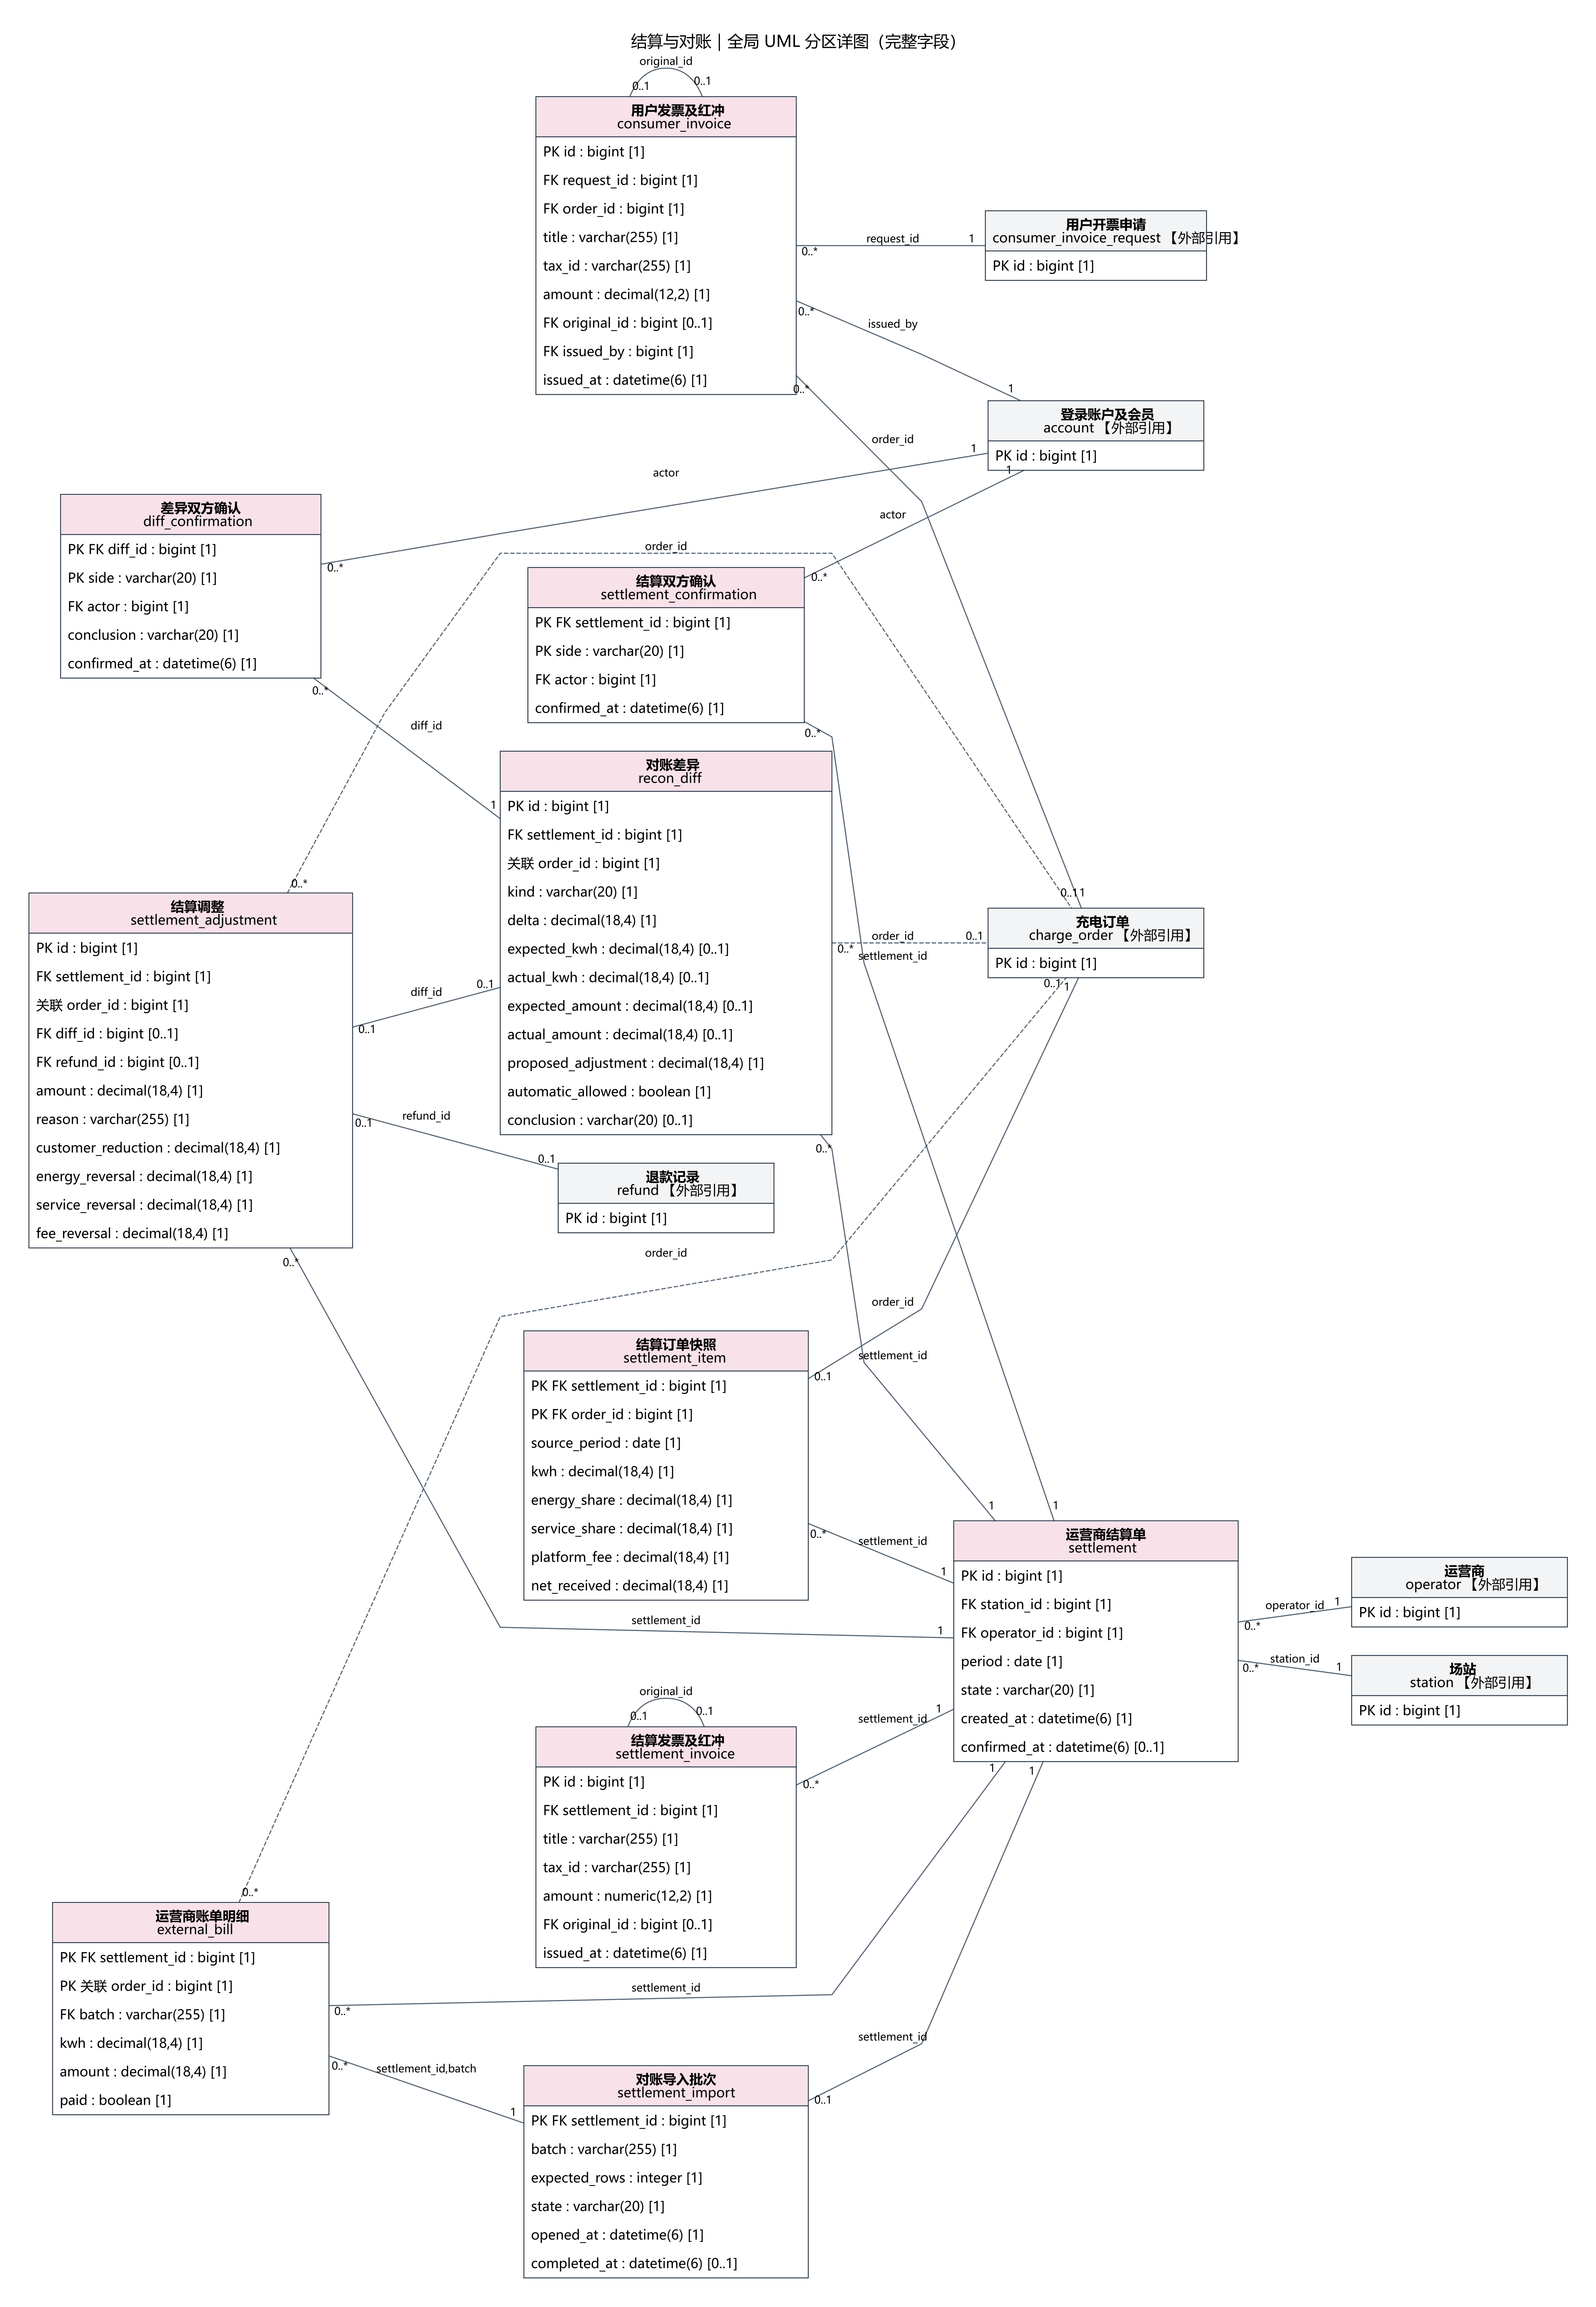 结算与对账 | 全局 UML 分区详图（完整字段）
original_id
0..1
0..1
用户发票及红冲
consumer_invoice
PK id : bigint [1]
FK request_id : bigint [1]
FK order_id : bigint [1]
title : varchar(255) [1]
tax_id : varchar(255) [1]
amount : decimal(12,2) [1]
FK original_id : bigint [0..1]
FK issued_by : bigint [1]
issued_at : datetime(6) [1]
0..*
request_id
1
用户开票申请
consumer_invoice_request 【外部引用】
PK id : bigint [1]
0..*
issued_by
1
0..*
order_id
登录账户及会员
account 【外部引用】
PK id : bigint [1]
1
actor
1
actor
差异双方确认
diff_confirmation
PK FK diff_id : bigint [1]
PK side : varchar(20) [1]
FK actor : bigint [1]
conclusion : varchar(20) [1]
confirmed_at : datetime(6) [1]
0..*
0..*
order_id
0..*
结算双方确认
settlement_confirmation
PK FK settlement_id : bigint [1]
PK side : varchar(20) [1]
FK actor : bigint [1]
confirmed_at : datetime(6) [1]
0..*
diff_id
1
对账差异
recon_diff
PK id : bigint [1]
FK settlement_id : bigint [1]
关联 order_id : bigint [1]
kind : varchar(20) [1]
delta : decimal(18,4) [1]
expected_kwh : decimal(18,4) [0..1]
actual_kwh : decimal(18,4) [0..1]
expected_amount : decimal(18,4) [0..1]
actual_amount : decimal(18,4) [0..1]
proposed_adjustment : decimal(18,4) [1]
automatic_allowed : boolean [1]
conclusion : varchar(20) [0..1]
0..*
order_id
0..1
settlement_id
0..1
1
充电订单
charge_order 【外部引用】
PK id : bigint [1]
0..1
1
0..*
结算调整
settlement_adjustment
PK id : bigint [1]
FK settlement_id : bigint [1]
关联 order_id : bigint [1]
FK diff_id : bigint [0..1]
FK refund_id : bigint [0..1]
amount : decimal(18,4) [1]
reason : varchar(255) [1]
customer_reduction : decimal(18,4) [1]
energy_reversal : decimal(18,4) [1]
service_reversal : decimal(18,4) [1]
fee_reversal : decimal(18,4) [1]
0..1
diff_id
0..1
0..1
refund_id
0..1
0..*
0..*
退款记录
refund 【外部引用】
PK id : bigint [1]
order_id
order_id
settlement_id
结算订单快照
settlement_item
PK FK settlement_id : bigint [1]
PK FK order_id : bigint [1]
source_period : date [1]
kwh : decimal(18,4) [1]
energy_share : decimal(18,4) [1]
service_share : decimal(18,4) [1]
platform_fee : decimal(18,4) [1]
net_received : decimal(18,4) [1]
0..1
0..*
settlement_id
1
1
1
运营商结算单
settlement
PK id : bigint [1]
FK station_id : bigint [1]
FK operator_id : bigint [1]
period : date [1]
state : varchar(20) [1]
created_at : datetime(6) [1]
confirmed_at : datetime(6) [0..1]
0..*
operator_id
1
运营商
operator 【外部引用】
PK id : bigint [1]
0..*
station_id
1
场站
station 【外部引用】
PK id : bigint [1]
settlement_id
1
original_id
0..1
0..1
结算发票及红冲
settlement_invoice
PK id : bigint [1]
FK settlement_id : bigint [1]
title : varchar(255) [1]
tax_id : varchar(255) [1]
amount : numeric(12,2) [1]
FK original_id : bigint [0..1]
issued_at : datetime(6) [1]
0..*
settlement_id
1
1
1
0..*
运营商账单明细
external_bill
PK FK settlement_id : bigint [1]
PK 关联 order_id : bigint [1]
FK batch : varchar(255) [1]
kwh : decimal(18,4) [1]
amount : decimal(18,4) [1]
paid : boolean [1]
0..*
settlement_id
0..*
settlement_id,batch
1
settlement_id
0..1
对账导入批次
settlement_import
PK FK settlement_id : bigint [1]
batch : varchar(255) [1]
expected_rows : integer [1]
state : varchar(20) [1]
opened_at : datetime(6) [1]
completed_at : datetime(6) [0..1]